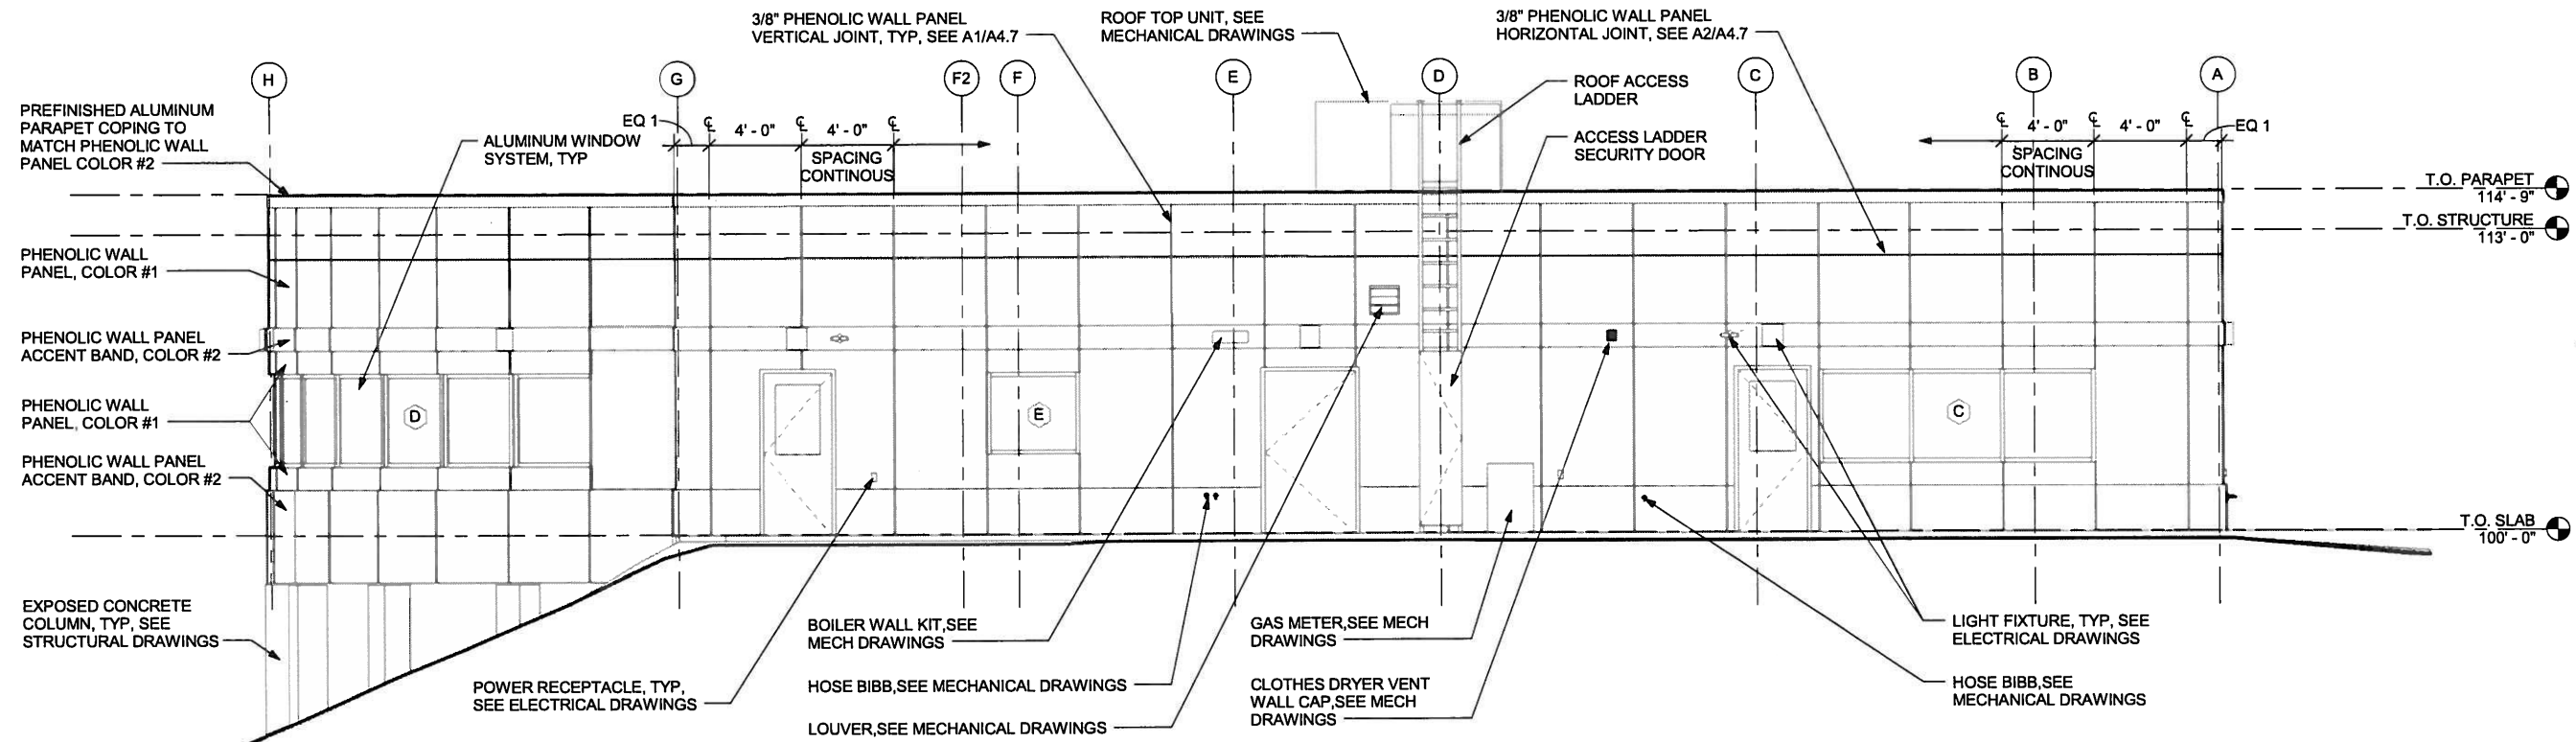 3/8" PHENOLIC WALL PANEL
VERTICAL JOINT, TYP, SEE A1/A4.7
ROOF TOP UNIT, SEE
MECHANICAL DRAWINGS
3/8" PHENOLIC WALL PANEL
HORIZONTAL JOINT, SEE A2/A4.7
H
G
F2
F
E
D
C
B
A
ROOF ACCESS
LADDER
PREFINISHED ALUMINUM
PARAPET COPING TO
MATCH PHENOLIC WALL
PANEL COLOR #2
ALUMINUM WINDOW
SYSTEM, TYP
EQ 1
℄
4' - 0"
℄
4' - 0"
℄
SPACING
CONTINOUS
ACCESS LADDER
SECURITY DOOR
℄
4' - 0"
℄
4' - 0"
℄
EQ 1
SPACING
CONTINOUS
T.O. PARAPET
114' - 9"
T.O. STRUCTURE
113' - 0"
PHENOLIC WALL
PANEL, COLOR #1
PHENOLIC WALL PANEL
ACCENT BAND, COLOR #2
PHENOLIC WALL
PANEL, COLOR #1
D
E
C
PHENOLIC WALL PANEL
ACCENT BAND, COLOR #2
T.O. SLAB
100' - 0"
EXPOSED CONCRETE
COLUMN, TYP, SEE
STRUCTURAL DRAWINGS
BOILER WALL KIT,SEE
MECH DRAWINGS
GAS METER,SEE MECH
DRAWINGS
LIGHT FIXTURE, TYP, SEE
ELECTRICAL DRAWINGS
POWER RECEPTACLE, TYP,
SEE ELECTRICAL DRAWINGS
HOSE BIBB,SEE MECHANICAL DRAWINGS
CLOTHES DRYER VENT
WALL CAP,SEE MECH
DRAWINGS
HOSE BIBB,SEE
MECHANICAL DRAWINGS
LOUVER,SEE MECHANICAL DRAWINGS